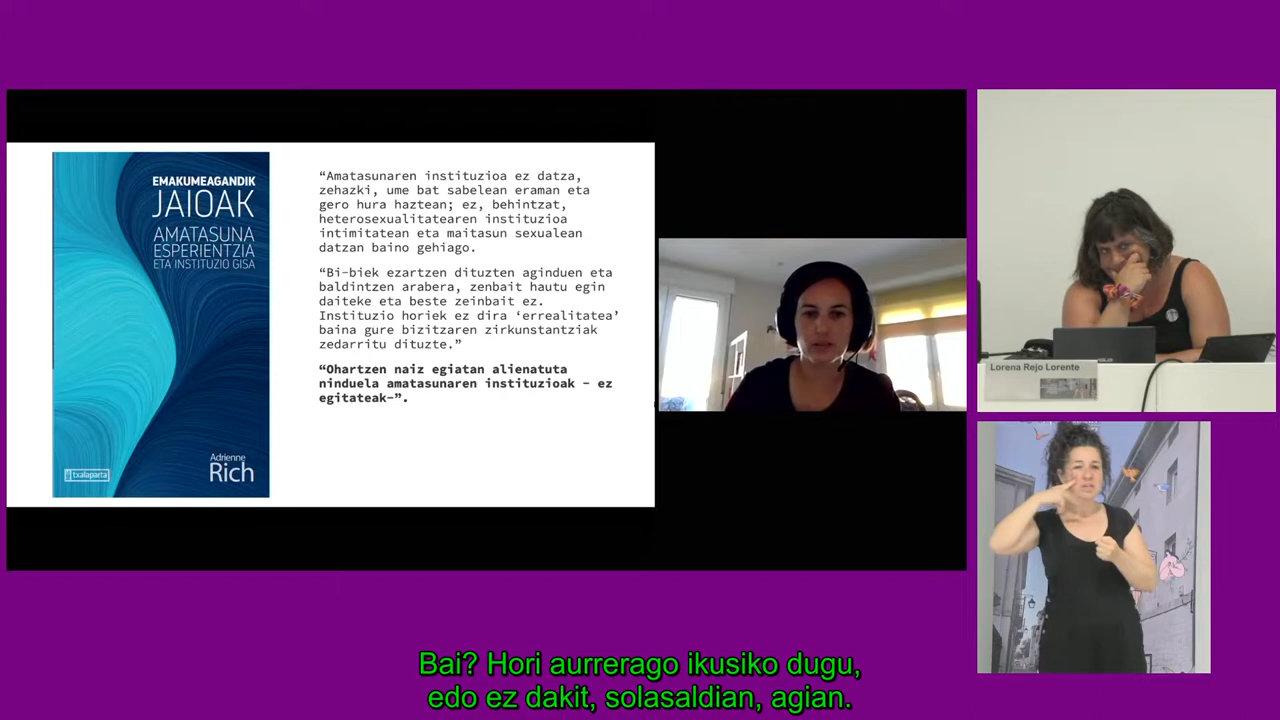 EMAKUMEAGANDIK
JAIOAK
AMATASUNA
ESPERIENTZIA
ETA INSTITUZIO GISA
Adrienne
Rich
txalaparta
“Amatasunaren instituzioa ez datza,
zehazki, ume bat sabelean eraman eta
gero hura haztean; ez, behintzat,
heterosexualitatearen instituzioa
intimitatean eta maitasun sexualean
datzan baino gehiago.
“Bi-biek ezartzen dituzten aginduen eta
baldintzen arabera, zenbait hautu egin
daiteke eta beste zeinbait ez.
Instituzio horiek ez dira ‘errealitatea’
baina gure bizitzaren zirkunstantziak
zedarritu dituzte.”
“Ohartzen naiz egiatan alienatuta
ninduela amatasunaren instituzioak - ez
egitateak-”.
Lorena Rejo Lorente
ASUS
Bai? Hori aurrerago ikusiko dugu,
edo ez dakit, solasaldian, agian.